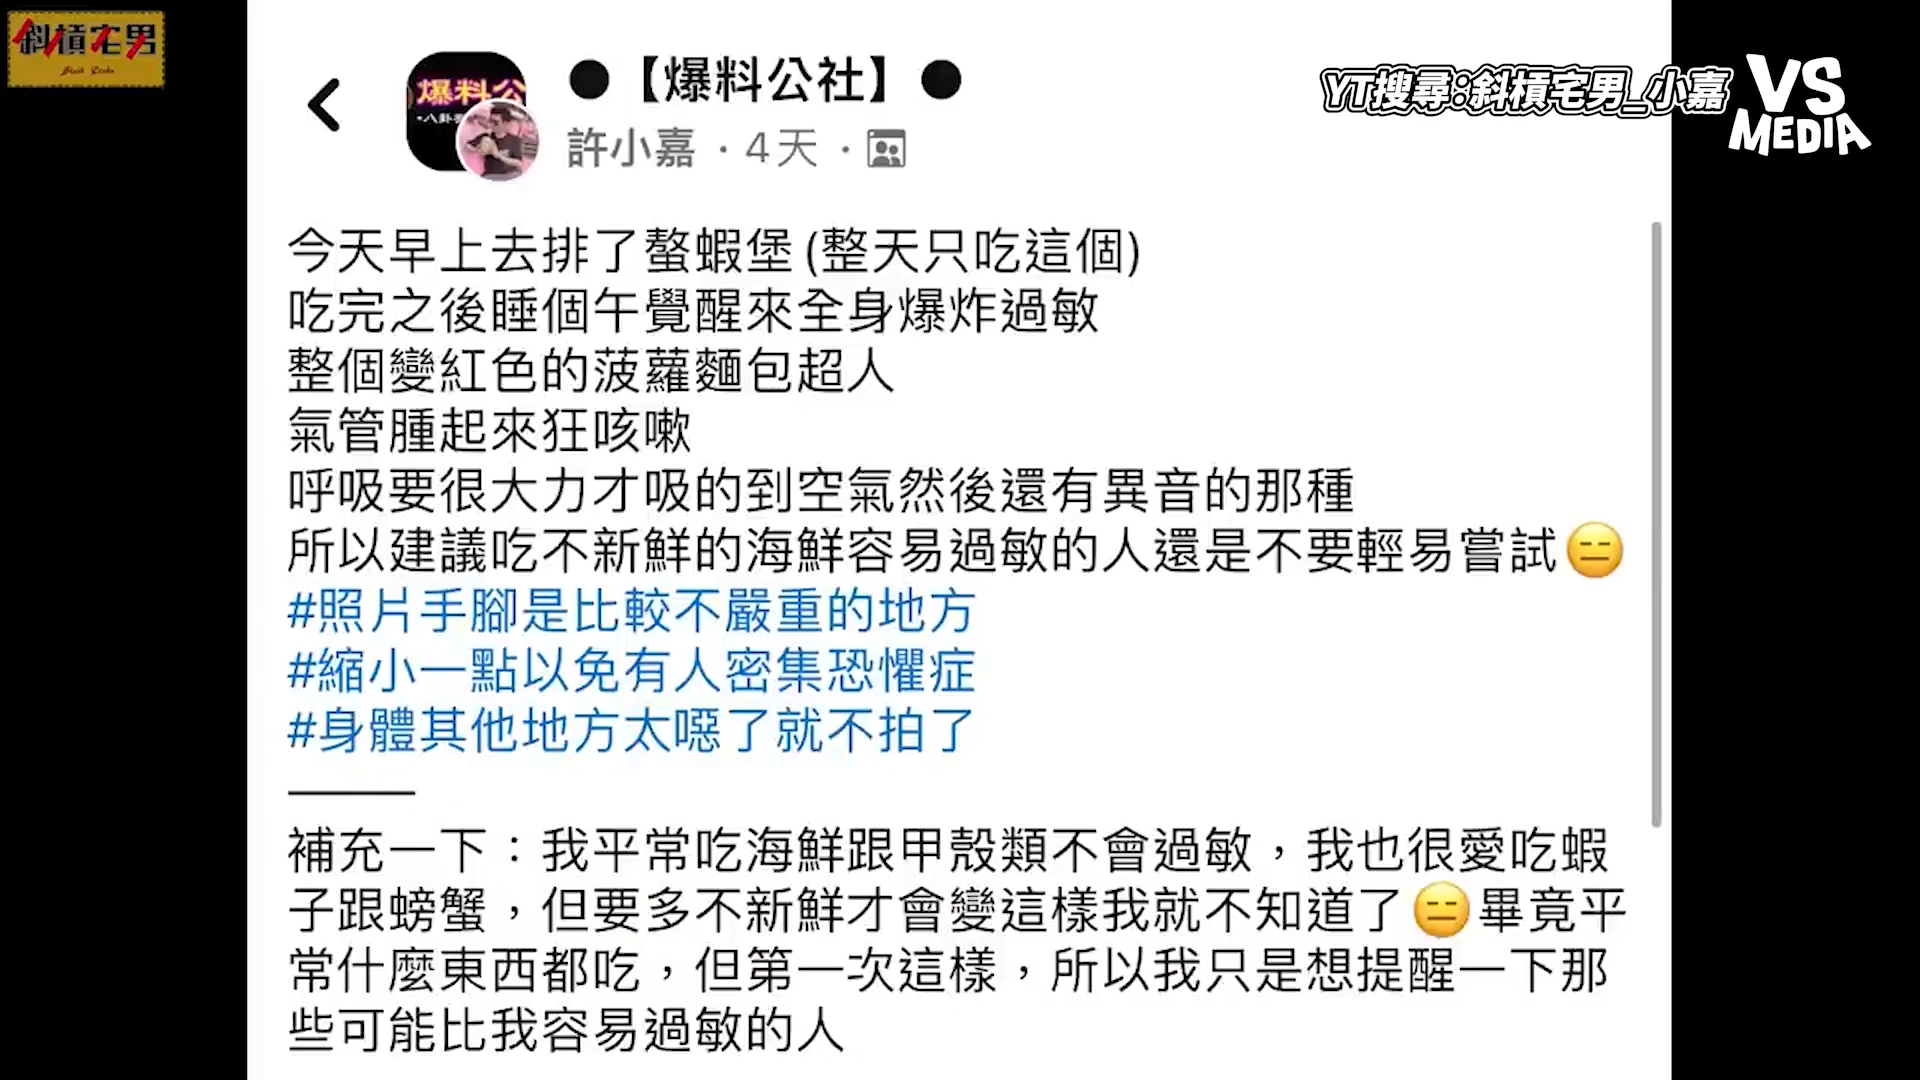 斜槓宅男
YT搜尋:斜槓宅男_小嘉
VS
MEDIA
爆料公
●【爆料公社】●
許小嘉 · 4天 ·
今天早上去排了螯蝦堡(整天只吃這個)
吃完之後睡個午覺醒來全身爆炸過敏
整個變紅色的菠蘿麵包超人
氣管腫起來狂咳嗽
呼吸要很大力才吸的到空氣然後還有異音的那種
所以建議吃不新鮮的海鮮容易過敏的人還是不要輕易嘗試😑
#照片手腳是比較不嚴重的地方
#縮小一點以免有人密集恐懼症
#身體其他地方太噁了就不拍了
補充一下：我平常吃海鮮跟甲殼類不會過敏，我也很愛吃蝦
子跟螃蟹，但要多不新鮮才會變這樣我就不知道了😑畢竟平
常什麼東西都吃，但第一次這樣，所以我只是想提醒一下那
些可能比我容易過敏的人